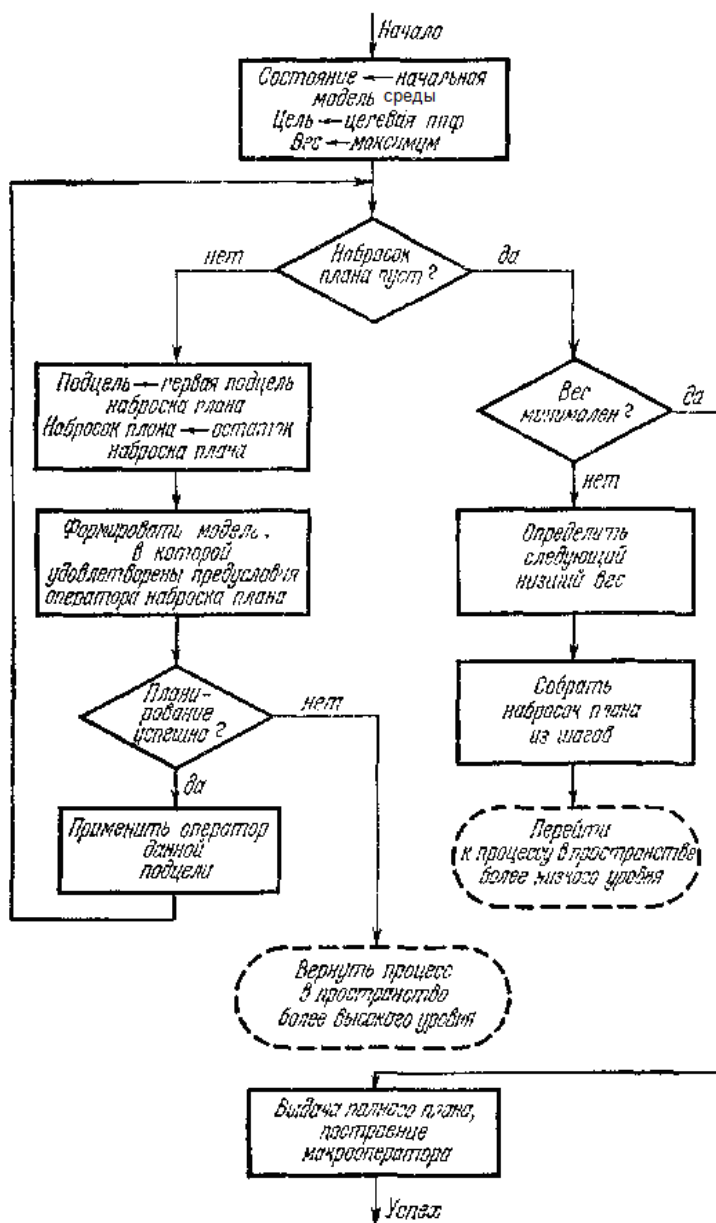 Начало
Состояние ← начальная
модель среды
Цель ← целевая ппф
Вес ← максимум
Набросок
плана пуст?
нет
да
Подцель ← первая подцель
наброска плана
Набросок плана ← остаток
наброска плана
Вес
минимален?
да
нет
Формировать модель,
в которой
удовлетворены предусловия
оператора наброска плана
Определить
следующий
низший вес
Плани-
рование
успешно?
нет
да
Собрать
набросок плана
из шагов
Применить оператор
данной
подцели
Перейти
к процессу в пространстве
более низкого уровня
Вернуть процесс
в пространство
более высокого уровня
Выдача полного плана,
построение
макрооператора
Успех